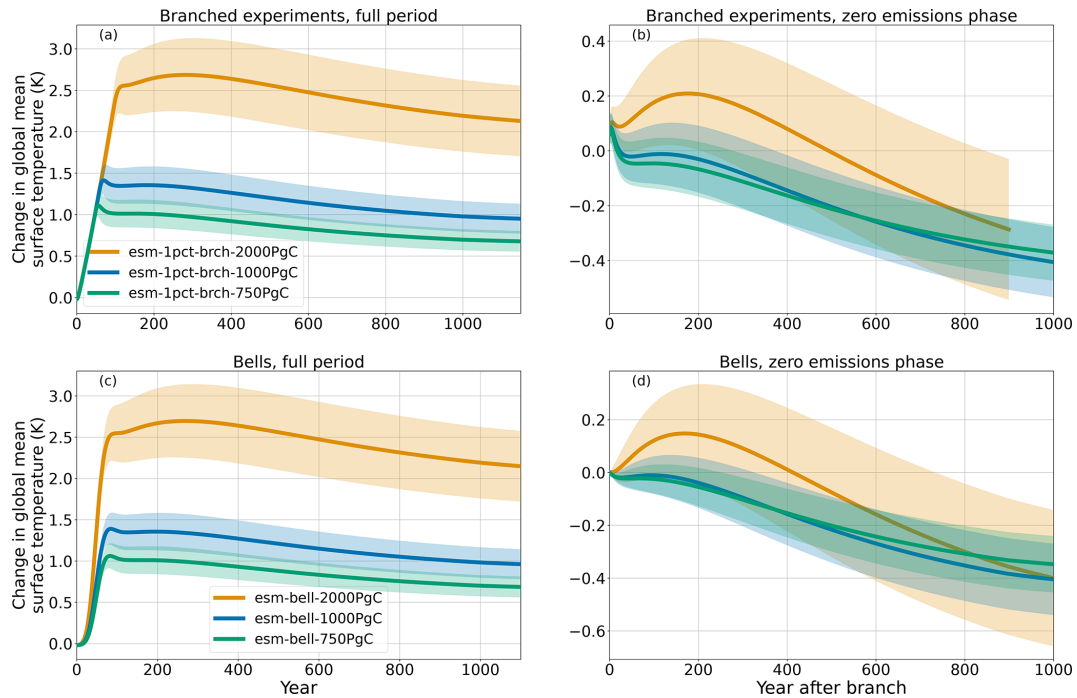 Branched experiments, full period
(a)
Change in global mean
surface temperature (K)
3.0
2.5
2.0
1.5
1.0
0.5
0.0
esm-1pct-brch-2000PgC
esm-1pct-brch-1000PgC
esm-1pct-brch-750PgC
0 200 400 600 800 1000
Branched experiments, zero emissions phase
(b)
0.4
0.2
0.0
−0.2
−0.4
0 200 400 600 800 1000
Bells, full period
(c)
Change in global mean
surface temperature (K)
3.0
2.5
2.0
1.5
1.0
0.5
0.0
esm-bell-2000PgC
esm-bell-1000PgC
esm-bell-750PgC
0 200 400 600 800 1000
Year
Bells, zero emissions phase
(d)
0.4
0.2
0.0
−0.2
−0.4
−0.6
0 200 400 600 800 1000
Year after branch